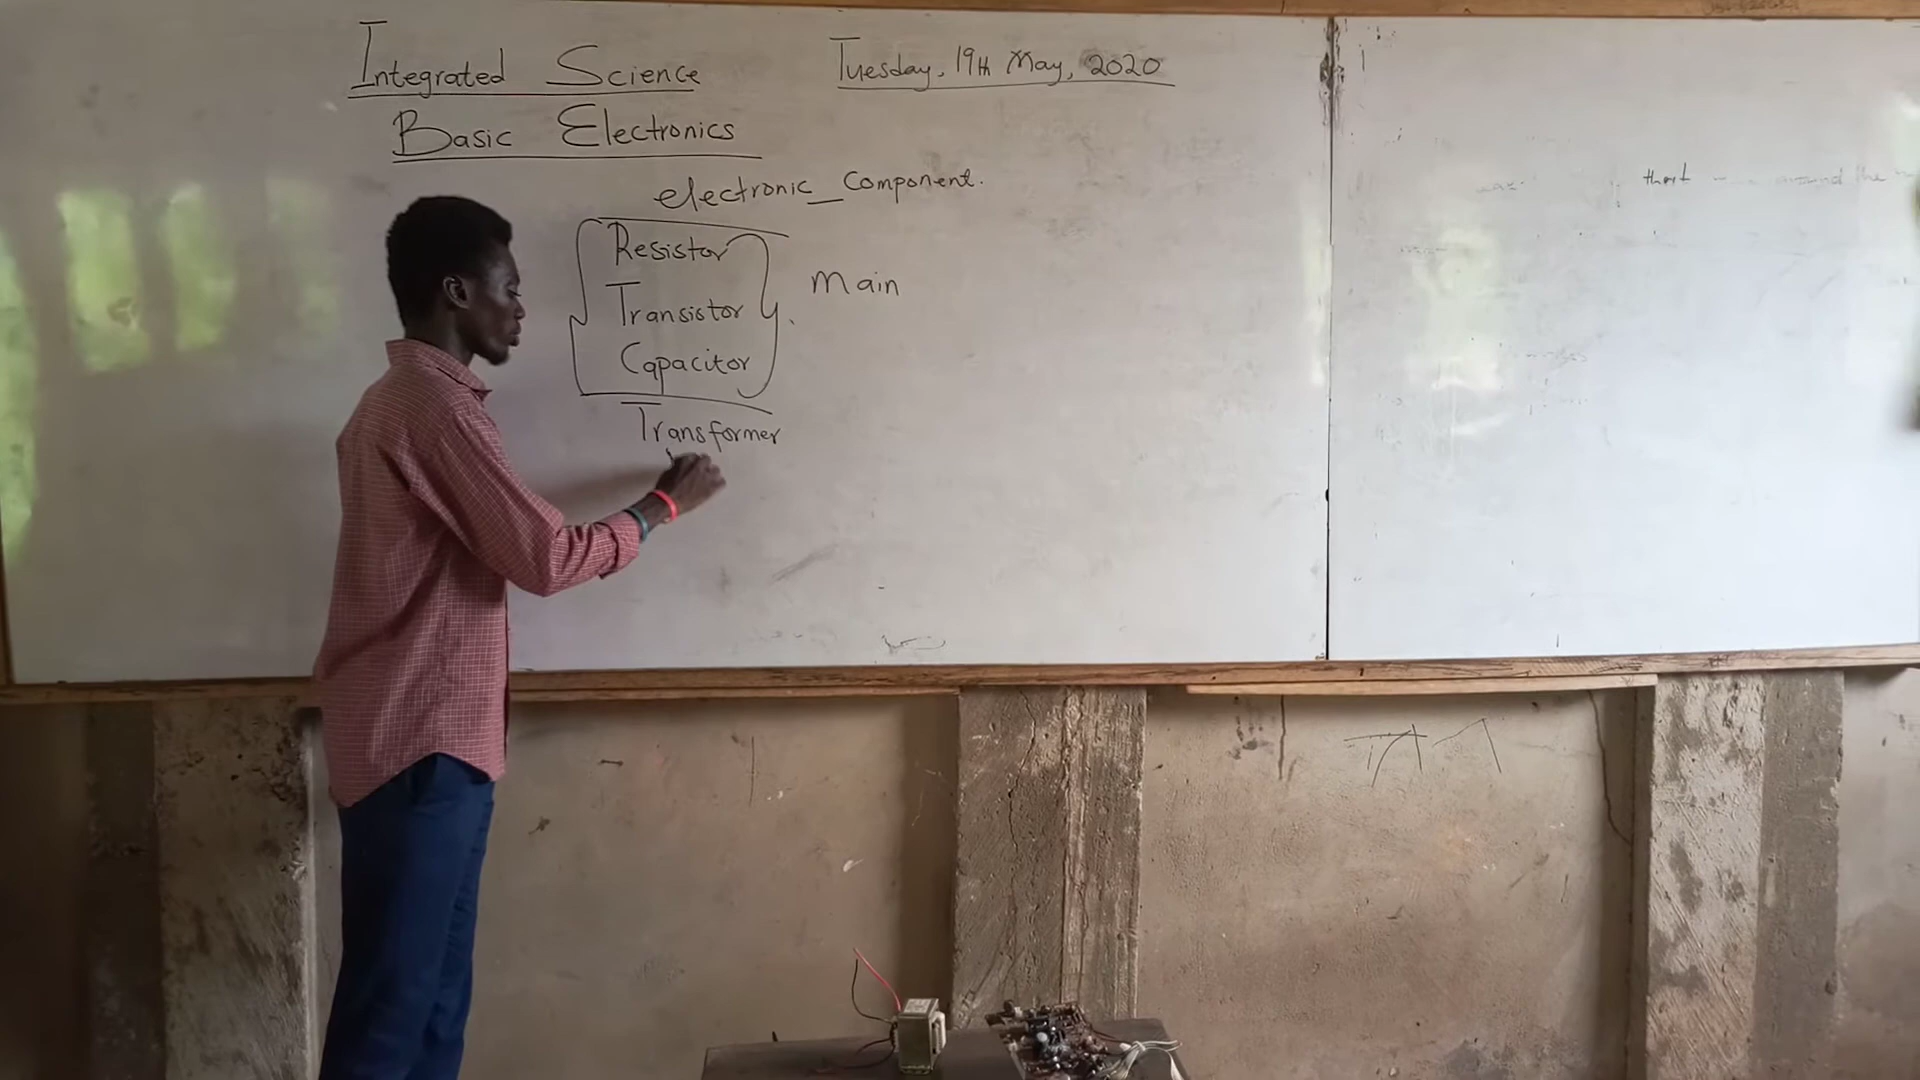 Integrated Science
Tuesday, 19th May, 2020
Basic Electronics
electronic component.
Resistor
Transistor
Capacitor
Main
Transformer